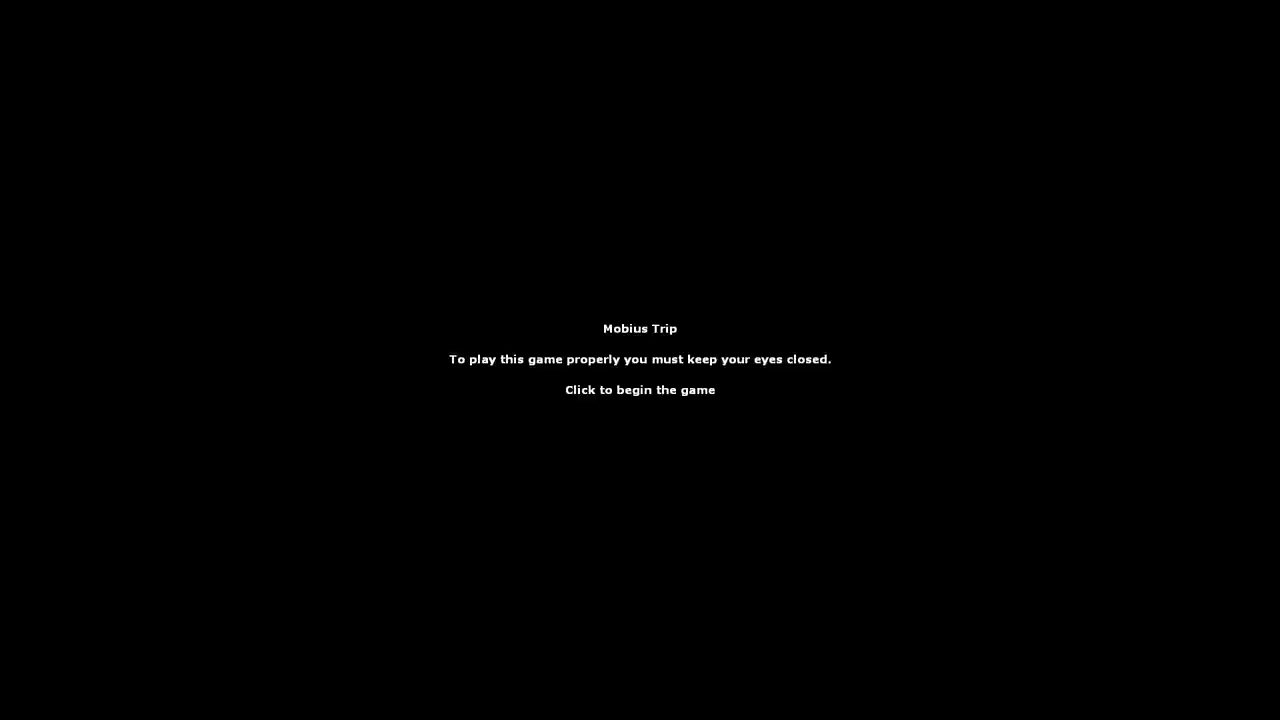 Mobius Trip
To play this game properly you must keep your eyes closed.
Click to begin the game